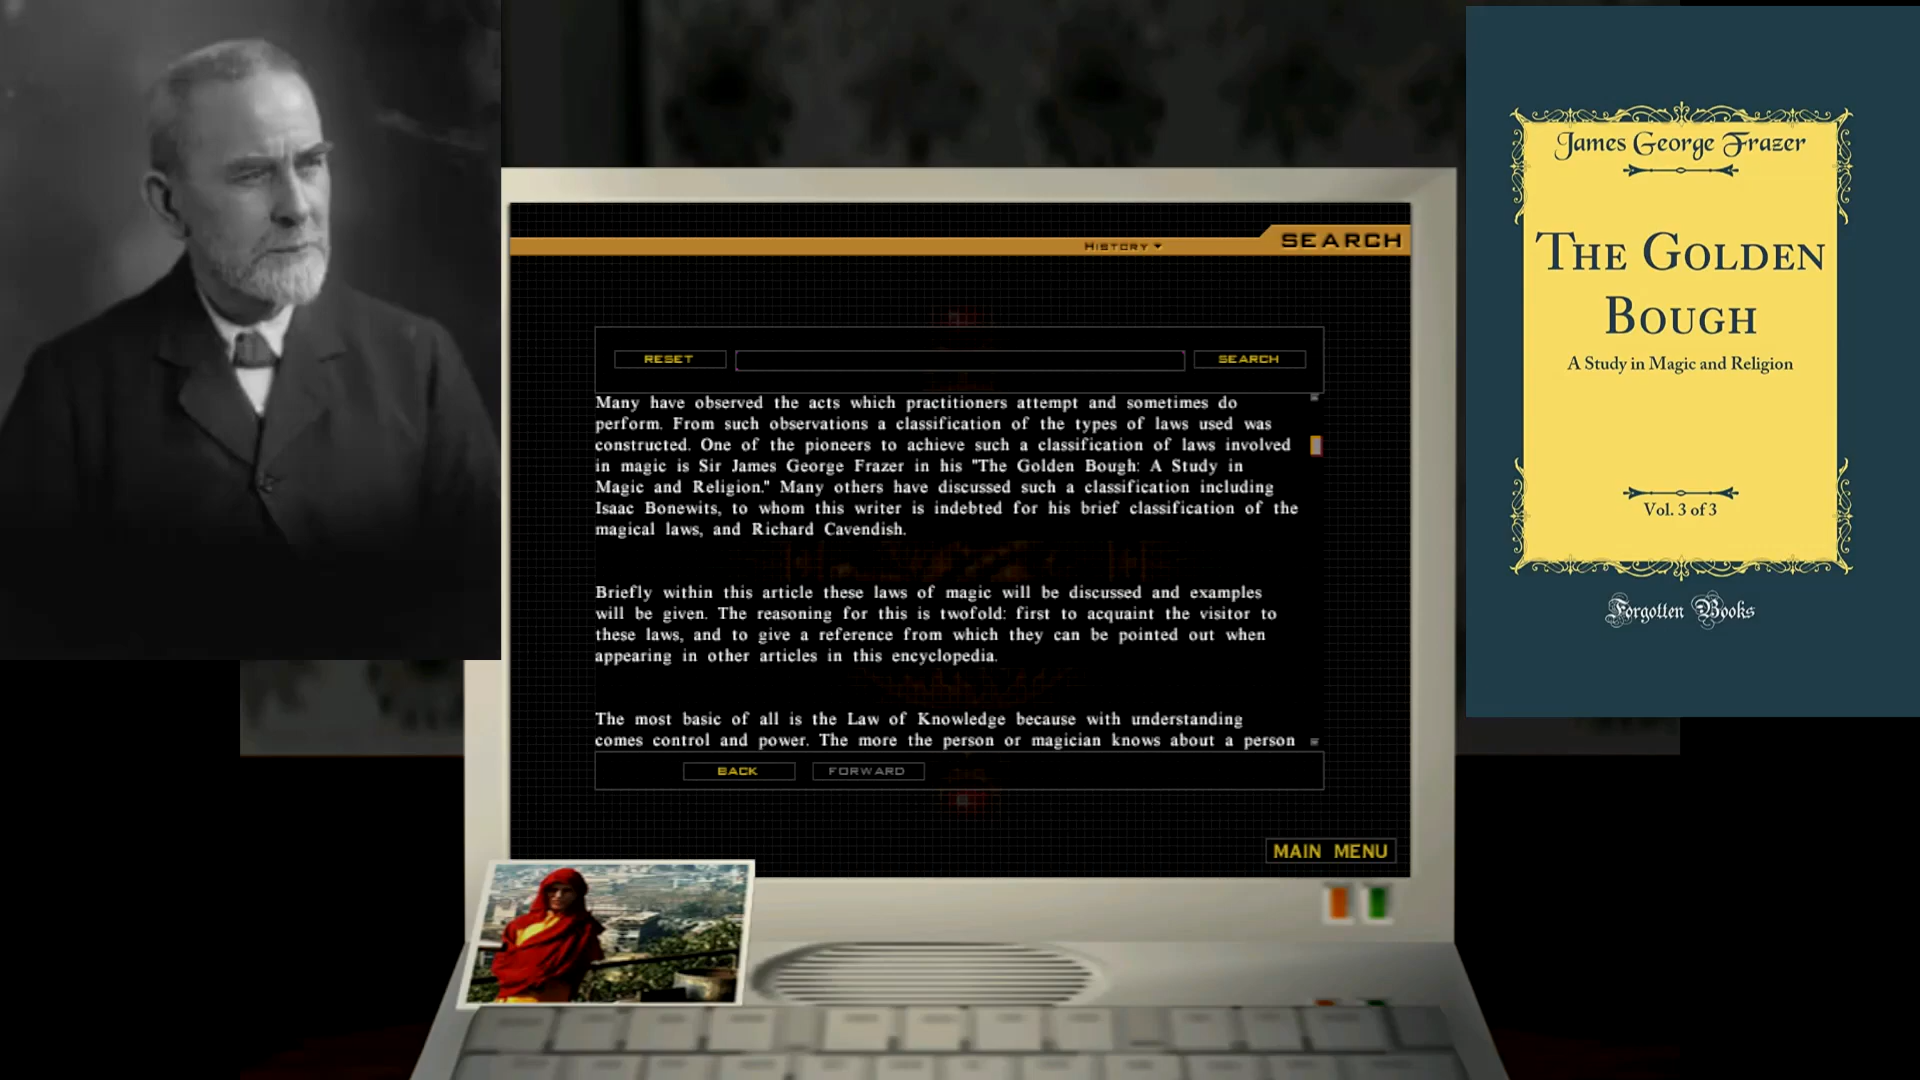 HISTORY
SEARCH
RESET
SEARCH
Many have observed the acts which practitioners attempt and sometimes do
perform. From such observations a classification of the types of laws used was
constructed. One of the pioneers to achieve such a classification of laws involved
in magic is Sir James George Frazer in his "The Golden Bough: A Study in
Magic and Religion." Many others have discussed such a classification including
Isaac Bonewits, to whom this writer is indebted for his brief classification of the
magical laws, and Richard Cavendish.
Briefly within this article these laws of magic will be discussed and examples
will be given. The reasoning for this is twofold: first to acquaint the visitor to
these laws, and to give a reference from which they can be pointed out when
appearing in other articles in this encyclopedia.
The most basic of all is the Law of Knowledge because with understanding
comes control and power. The more the person or magician knows about a person
BACK
FORWARD
MAIN MENU
James George Frazer
THE GOLDEN
BOUGH
A Study in Magic and Religion
Vol. 3 of 3
Forgotten Books